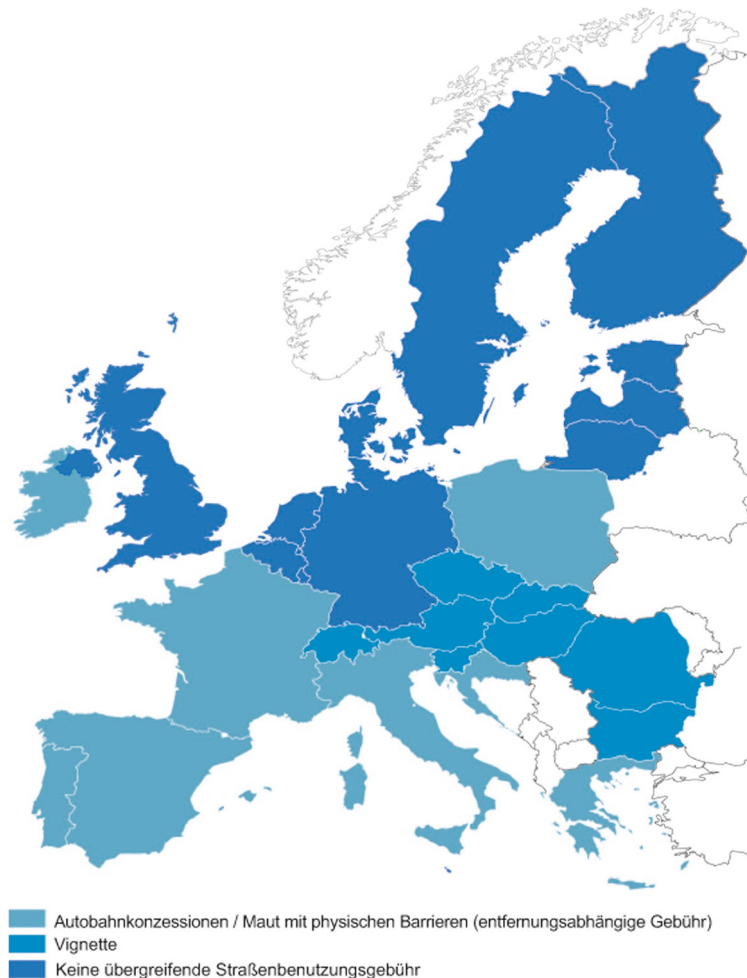 Autobahnkonzessionen / Maut mit physischen Barrieren (entfernungsabhängige Gebühr)
Vignette
Keine übergreifende Straßenbenutzungsgebühr